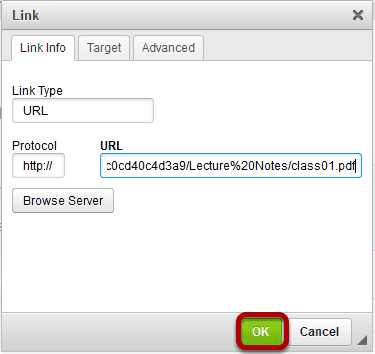 Link
Link Info Target Advanced
Link Type
URL
Protocol URL
http:// c0cd40c4d3a9/Lecture%20Notes/class01.pdf
Browse Server
OK Cancel